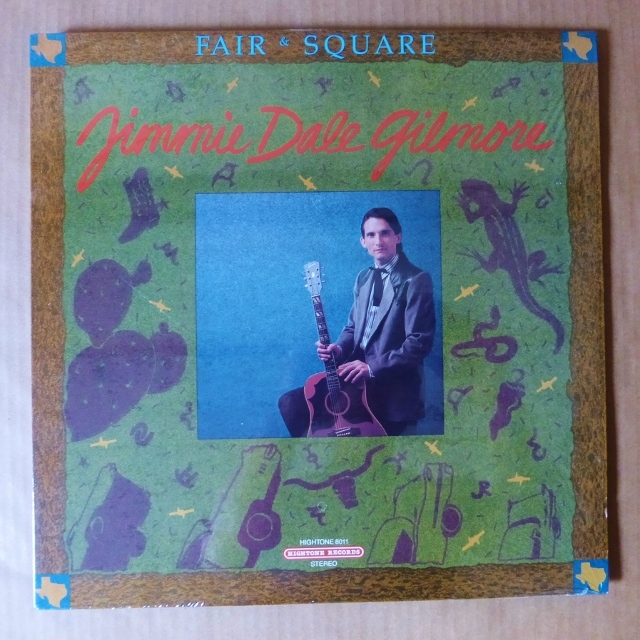 FAIR & SQUARE
Jimmie Dale Gilmore
HIGHTONE 8011
HIGHTONE RECORDS
STEREO